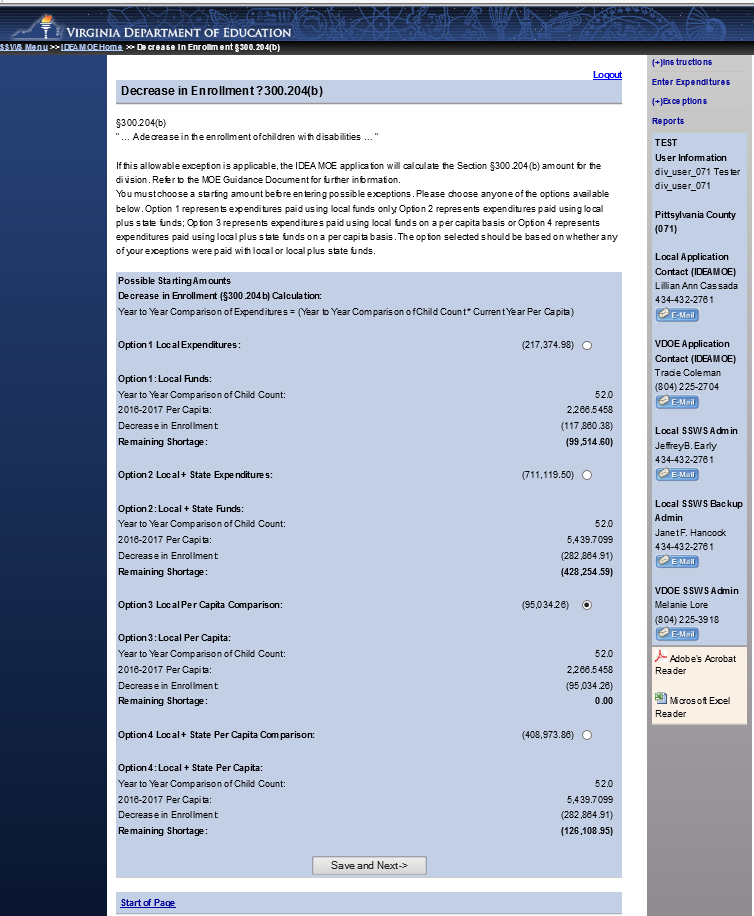 VIRGINIA DEPARTMENT OF EDUCATION
SSWS Menu >> IDEA MOE Home >> Decrease In Enrollment §300.204(b)
Logout
Decrease in Enrollment ? 300.204(b)
§300.204(b)
" ... A decrease in the enrollment of children with disabilities ... "
If this allowable exception is applicable, the IDEA MOE application will calculate the Section §300.204(b) amount for the
division. Refer to the MOE Guidance Document for further information.
You must choose a starting amount before entering possible exceptions. Please choose anyone of the options available
below. Option 1 represents expenditures paid using local funds only; Option 2 represents expenditures paid using local
plus state funds; Option 3 represents expenditures paid using local funds on a per capita basis or Option 4 represents
expenditures paid using local plus state funds on a per capita basis. The option selected should be based on whether any
of your exceptions were paid with local or local plus state funds.
Possible Starting Amounts
Decrease in Enrollment (§300.204b) Calculation:
Year to Year Comparison of Expenditures = (Year to Year Comparison of Child Count * Current Year Per Capita)
Option 1 Local Expenditures: (217,374.98)
Option 1: Local Funds:
Year to Year Comparison of Child Count: 52.0
2016-2017 Per Capita: 2,266.5458
Decrease in Enrollment: (117,860.38)
Remaining Shortage: (99,514.60)
Option 2 Local + State Expenditures: (711,119.50)
Option 2: Local + State Funds:
Year to Year Comparison of Child Count: 52.0
2016-2017 Per Capita: 5,439.7099
Decrease in Enrollment: (282,864.91)
Remaining Shortage: (428,254.59)
Option 3 Local Per Capita Comparison: (95,034.26)
Option 3: Local Per Capita:
Year to Year Comparison of Child Count: 52.0
2016-2017 Per Capita: 2,266.5458
Decrease in Enrollment: (95,034.26)
Remaining Shortage: 0.00
Option 4 Local + State Per Capita Comparison: (408,973.86)
Option 4: Local + State Per Capita:
Year to Year Comparison of Child Count: 52.0
2016-2017 Per Capita: 5,439.7099
Decrease in Enrollment: (282,864.91)
Remaining Shortage: (126,108.95)
Save and Next->
Start of Page
(+)Instructions
Enter Expenditures
(+)Exceptions
Reports
TEST
User Information
div_user_071 Tester
div_user_071
Pittsylvania County
(071)
Local Application
Contact (IDEAMOE)
Lillian Ann Cassada
434-432-2761
E-Mail
VDOE Application
Contact (IDEAMOE)
Tracie Coleman
(804) 225-2704
E-Mail
Local SSWS Admin
Jeffrey B. Early
434-432-2761
E-Mail
Local SSWS Backup
Admin
Janet F. Hancock
434-432-2761
E-Mail
VDOE SSWS Admin
Melanie Lore
(804) 225-3918
E-Mail
Adobe's Acrobat
Reader
Microsoft Excel
Reader